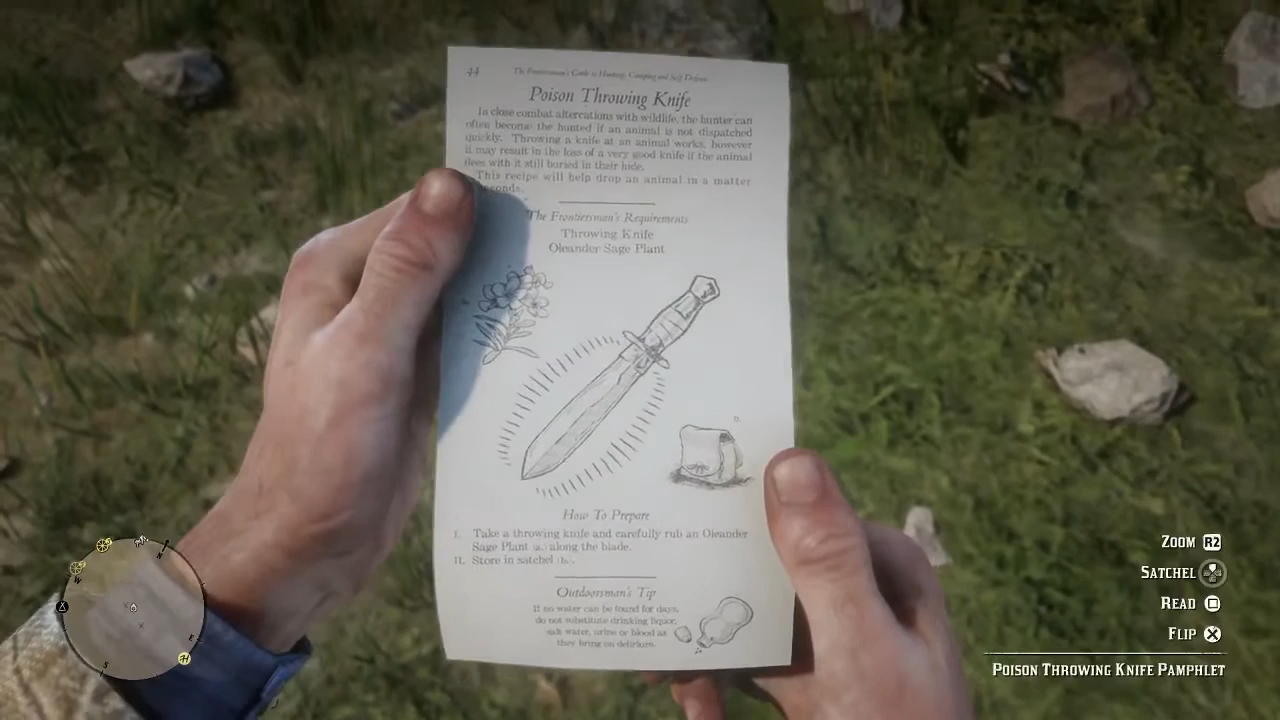 44 The Frontiersman's Guide to Hunting, Camping and Self Defense
Poison Throwing Knife
In close combat altercations with wildlife, the hunter can
often become the hunted if an animal is not dispatched
quickly. Throwing a knife at an animal works, however
it may result in the loss of a very good knife if the animal
flees with it still buried in their hide.
This recipe will help drop an animal in a matter
seconds.
The Frontiersman's Requirements
Throwing Knife
Oleander Sage Plant
How To Prepare
I. Take a throwing knife and carefully rub an Oleander
Sage Plant (a.) along the blade.
II. Store in satchel (b.).
Outdoorsman's Tip
If no water can be found for days,
do not substitute drinking liquor,
salt water, urine or blood as
they bring on delirium.
N
W
E
S
ZOOM R2
SATCHEL
READ
FLIP
POISON THROWING KNIFE PAMPHLET